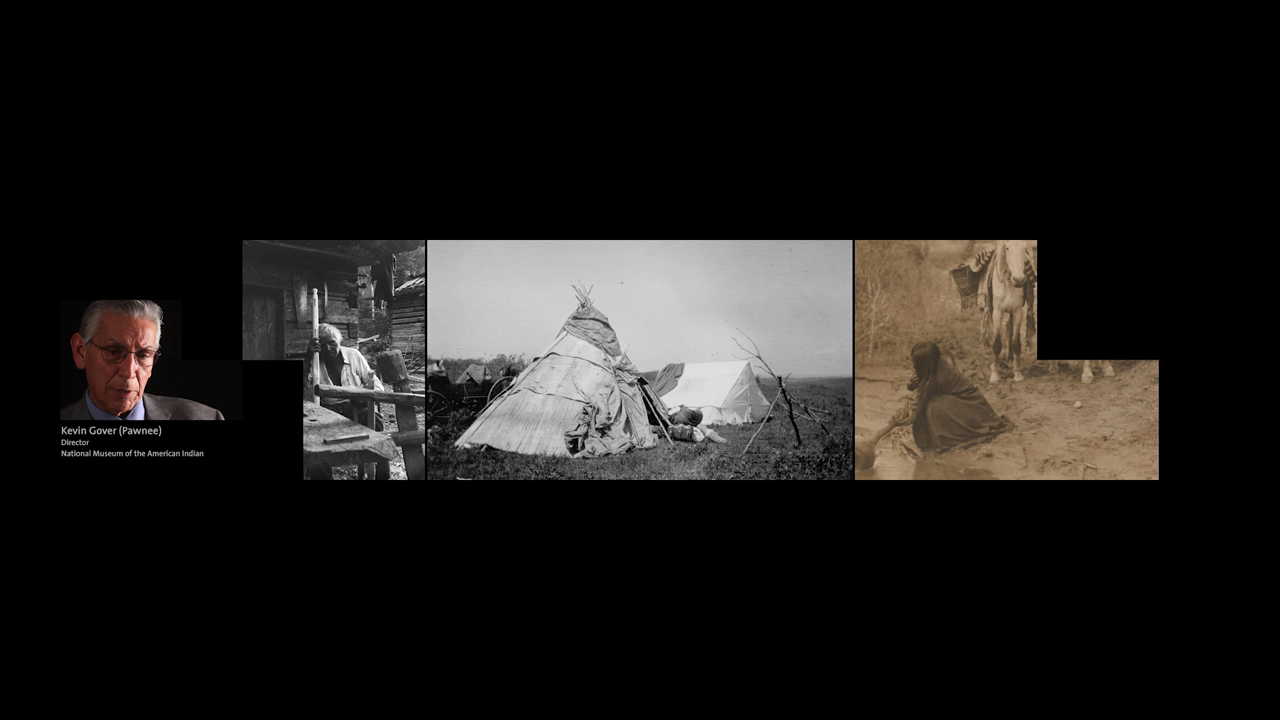 Kevin Gover (Pawnee)
Director
National Museum of the American Indian